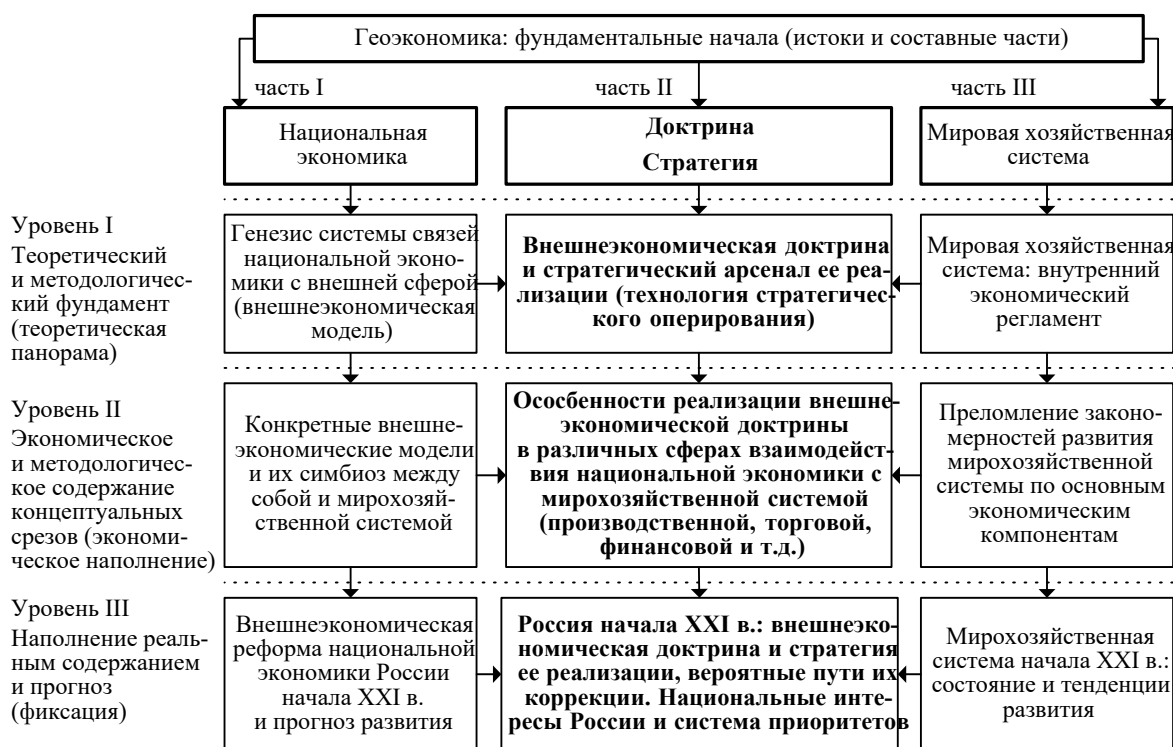 Геоэкономика: фундаментальные начала (истоки и составные части)
часть I
часть II
часть III
Национальная
экономика
Доктрина
Стратегия
Мировая хозяйственная
система
Уровень I
Теоретический
и методологичес-
кий фундамент
(теоретическая
панорама)
Генезис системы связей
национальной эконо-
мики с внешней сферой
(внешнеэкономическая
модель)
Внешнеэкономическая доктрина
и стратегический арсенал ее реа-
лизации (технология стратегичес-
кого оперирования)
Мировая хозяйственная
система: внутренний
экономический
регламент
Уровень II
Экономическое
и методологичес-
кое содержание
концептуальных
срезов (экономи-
ческое наполнение)
Конкретные внешне-
экономические модели
и их симбиоз между
собой и мирохозяй-
ственной системой
Ососбенности реализации внешне-
экономической доктрины
в различных сферах взаимодейст-
вия национальной экономики с
мирохозяйственной системой
(производственной, торговой,
финансовой и т.д.)
Преломление законо-
мерностей развития
мирохозяйственной
системы по основным
экономическим
компонентам
Уровень III
Наполнение реаль-
ным содержанием
и прогноз
(фиксация)
Внешнеэкономическая
реформа национальной
экономики России
начала XXI в.
и прогноз развития
Россия начала XXI в.: внешнеэко-
номическая доктрина и стратегия
ее реализации, вероятные пути их
коррекции. Национальные инте-
ресы России и система приоритетов
Мирохозяйственная
система начала XXI в.:
состояние и тенденции
развития